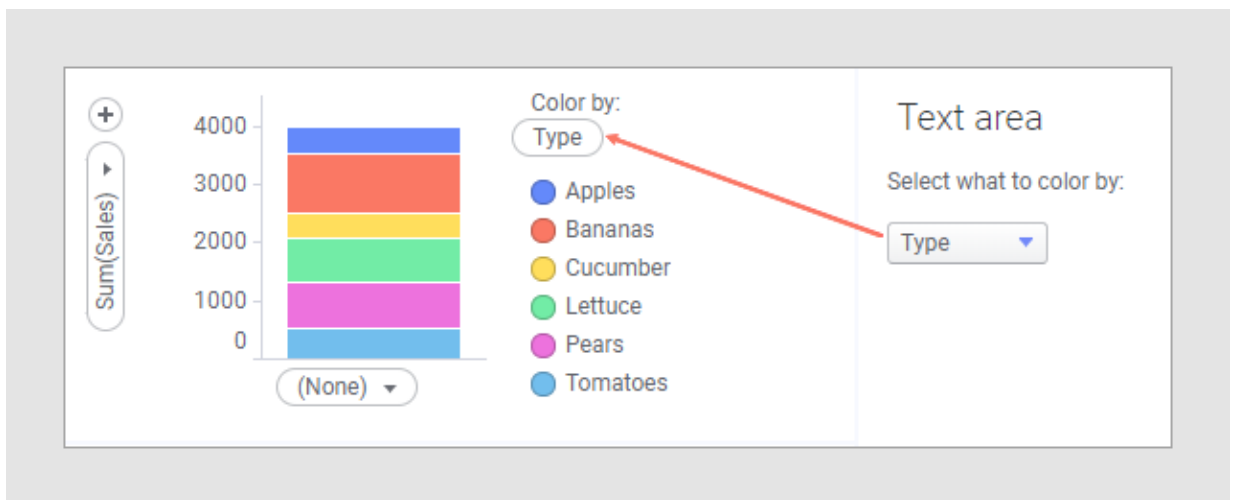 Sum(Sales)
4000
3000
2000
1000
0
(None)
Color by:
Type
Apples
Bananas
Cucumber
Lettuce
Pears
Tomatoes
Text area
Select what to color by:
Type